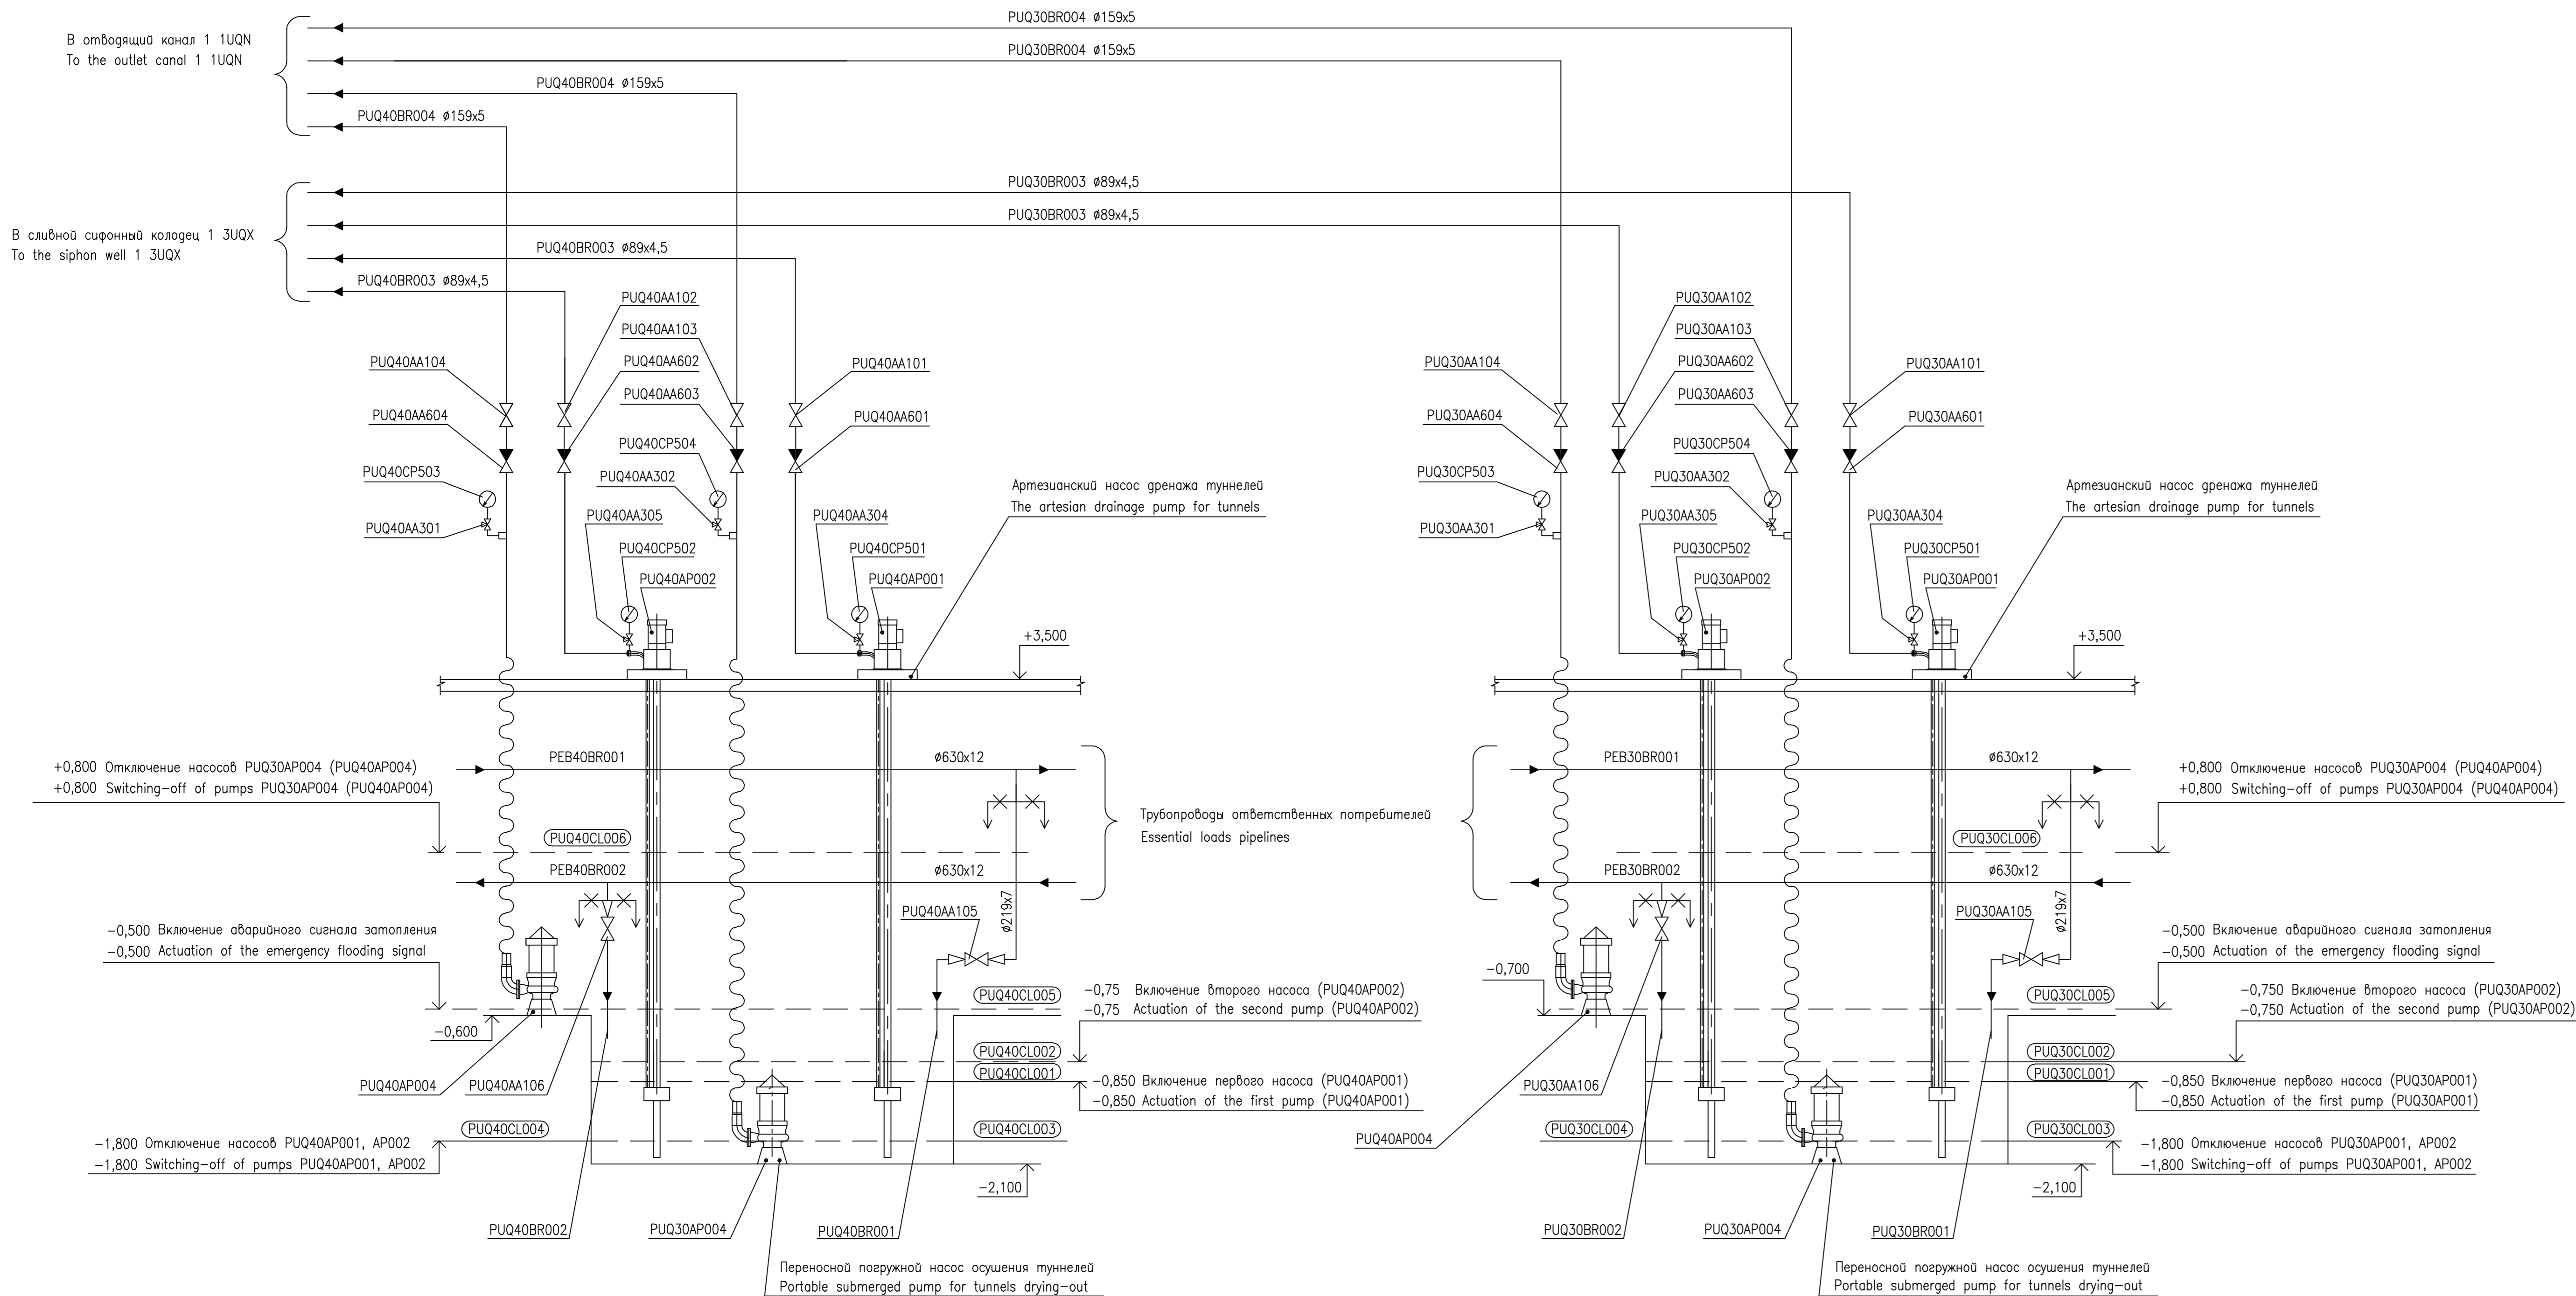 PUQ30BR004 ø159x5
В отводящий канал 1 1UQN
To the outlet canal 1 1UQN
PUQ30BR004 ø159x5
PUQ40BR004 ø159x5
PUQ40BR004 ø159x5
PUQ30BR003 ø89x4,5
PUQ30BR003 ø89x4,5
В сливной сифонный колодец 1 3UQX
To the siphon well 1 3UQX
PUQ40BR003 ø89x4,5
PUQ40BR003 ø89x4,5
PUQ40AA102
PUQ40AA103
PUQ40AA104
PUQ40AA602
PUQ40AA101
PUQ40AA603
PUQ40AA604
PUQ40AA601
PUQ40CP504
PUQ40CP503
PUQ40AA302
PUQ40AA305
PUQ40AA304
PUQ40AA301
PUQ40CP502
PUQ40CP501
PUQ40AP002
PUQ40AP001
Артезианский насос дренажа туннелей
The artesian drainage pump for tunnels
+3,500
PUQ30AA102
PUQ30AA103
PUQ30AA104
PUQ30AA602
PUQ30AA101
PUQ30AA603
PUQ30AA604
PUQ30AA601
PUQ30CP504
PUQ30CP503
PUQ30AA302
PUQ30AA305
PUQ30AA304
PUQ30AA301
PUQ30CP502
PUQ30CP501
PUQ30AP002
PUQ30AP001
Артезианский насос дренажа туннелей
The artesian drainage pump for tunnels
+3,500
+0,800 Отключение насосов PUQ30AP004 (PUQ40AP004)
+0,800 Switching-off of pumps PUQ30AP004 (PUQ40AP004)
PEB40BR001
ø630x12
PUQ40CL006
PEB40BR002
ø630x12
ø219x7
PUQ40AA105
Трубопроводы ответственных потребителей
Essential loads pipelines
-0,500 Включение аварийного сигнала затопления
-0,500 Actuation of the emergency flooding signal
-0,600
PUQ40CL005
-0,75 Включение второго насоса (PUQ40AP002)
-0,75 Actuation of the second pump (PUQ40AP002)
PUQ40CL002
PUQ40CL001
-0,850 Включение первого насоса (PUQ40AP001)
-0,850 Actuation of the first pump (PUQ40AP001)
PUQ40AP004
PUQ40AA106
PUQ40CL004
PUQ40CL003
-1,800 Отключение насосов PUQ40AP001, AP002
-1,800 Switching-off of pumps PUQ40AP001, AP002
-2,100
PUQ40BR002
PUQ30AP004
PUQ40BR001
Переносной погружной насос осушения туннелей
Portable submerged pump for tunnels drying-out
PEB30BR001
ø630x12
+0,800 Отключение насосов PUQ30AP004 (PUQ40AP004)
+0,800 Switching-off of pumps PUQ30AP004 (PUQ40AP004)
PUQ30CL006
PEB30BR002
ø630x12
ø219x7
PUQ30AA105
-0,500 Включение аварийного сигнала затопления
-0,500 Actuation of the emergency flooding signal
-0,700
PUQ30CL005
-0,750 Включение второго насоса (PUQ30AP002)
-0,750 Actuation of the second pump (PUQ30AP002)
PUQ30CL002
PUQ30CL001
-0,850 Включение первого насоса (PUQ30AP001)
-0,850 Actuation of the first pump (PUQ30AP001)
PUQ30AA106
PUQ40AP004
PUQ30CL004
PUQ30CL003
-1,800 Отключение насосов PUQ30AP001, AP002
-1,800 Switching-off of pumps PUQ30AP001, AP002
-2,100
PUQ30BR002
PUQ30AP004
PUQ30BR001
Переносной погружной насос осушения туннелей
Portable submerged pump for tunnels drying-out